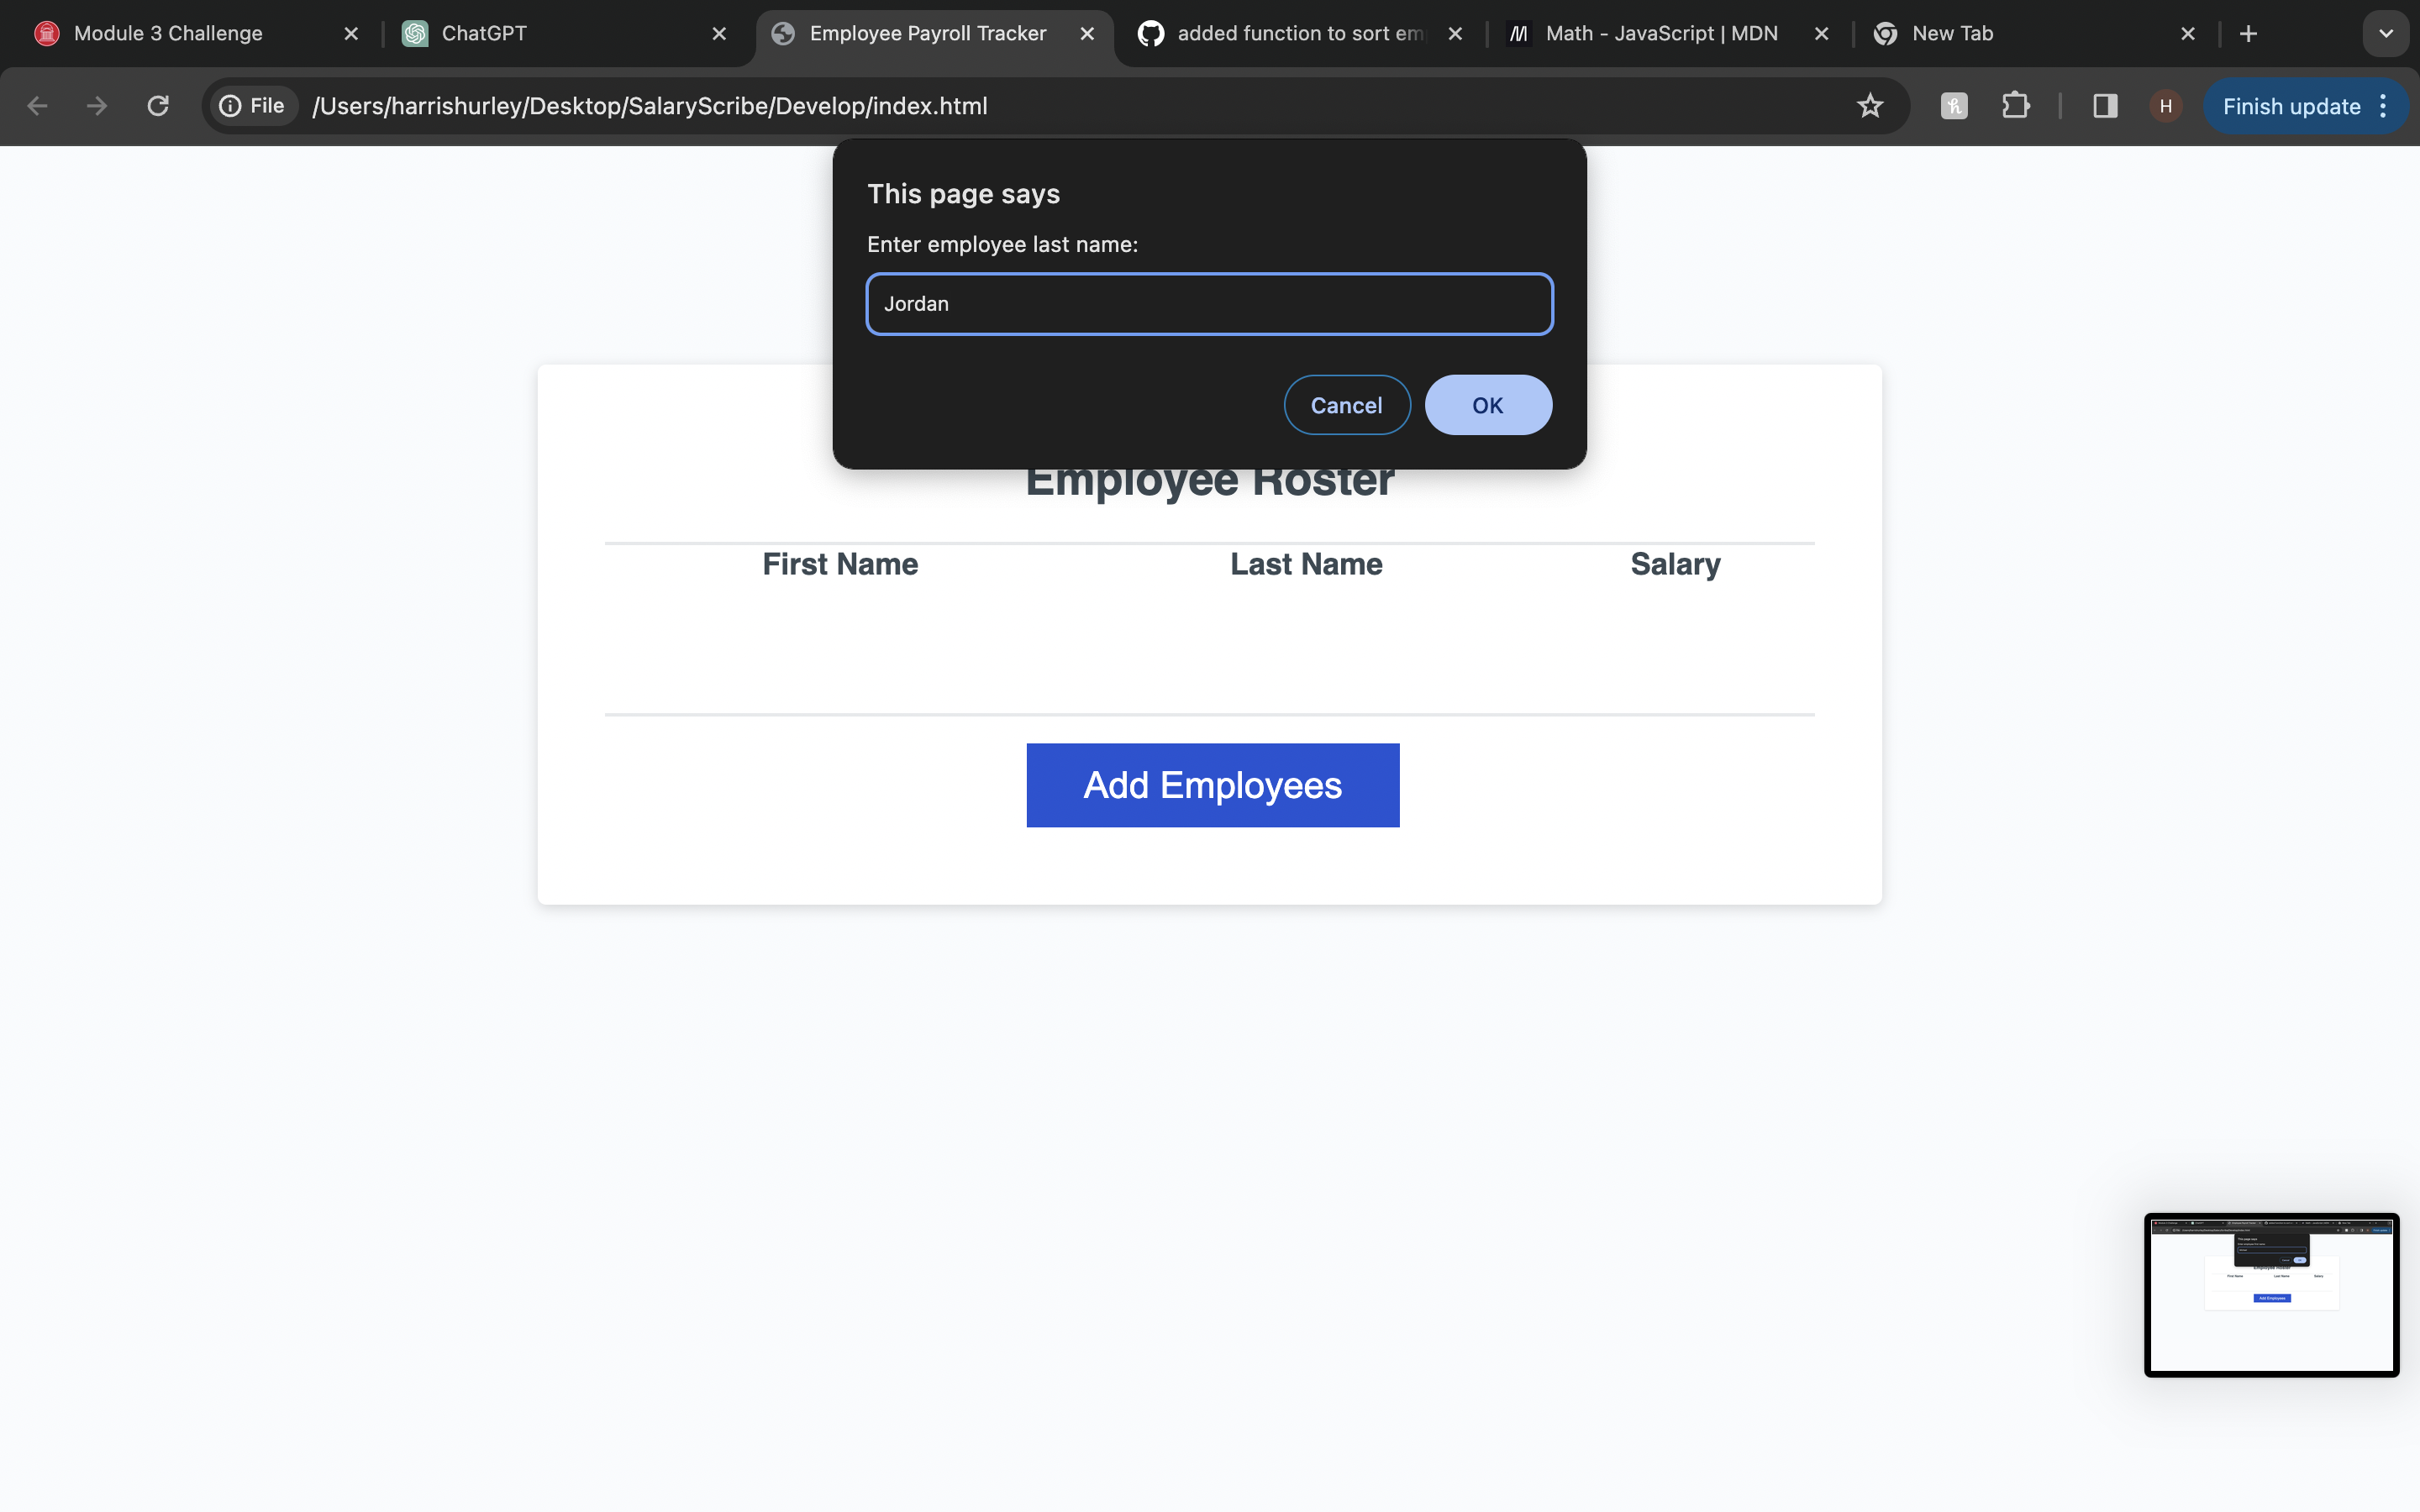 Module 3 Challenge
ChatGPT
Employee Payroll Tracker
added function to sort em
Math - JavaScript | MDN
New Tab
File
/Users/harrishurley/Desktop/SalaryScribe/Develop/index.html
H
Finish update
This page says
Enter employee last name:
Jordan
Cancel
OK
Employee Roster
First Name
Last Name
Salary
Add Employees